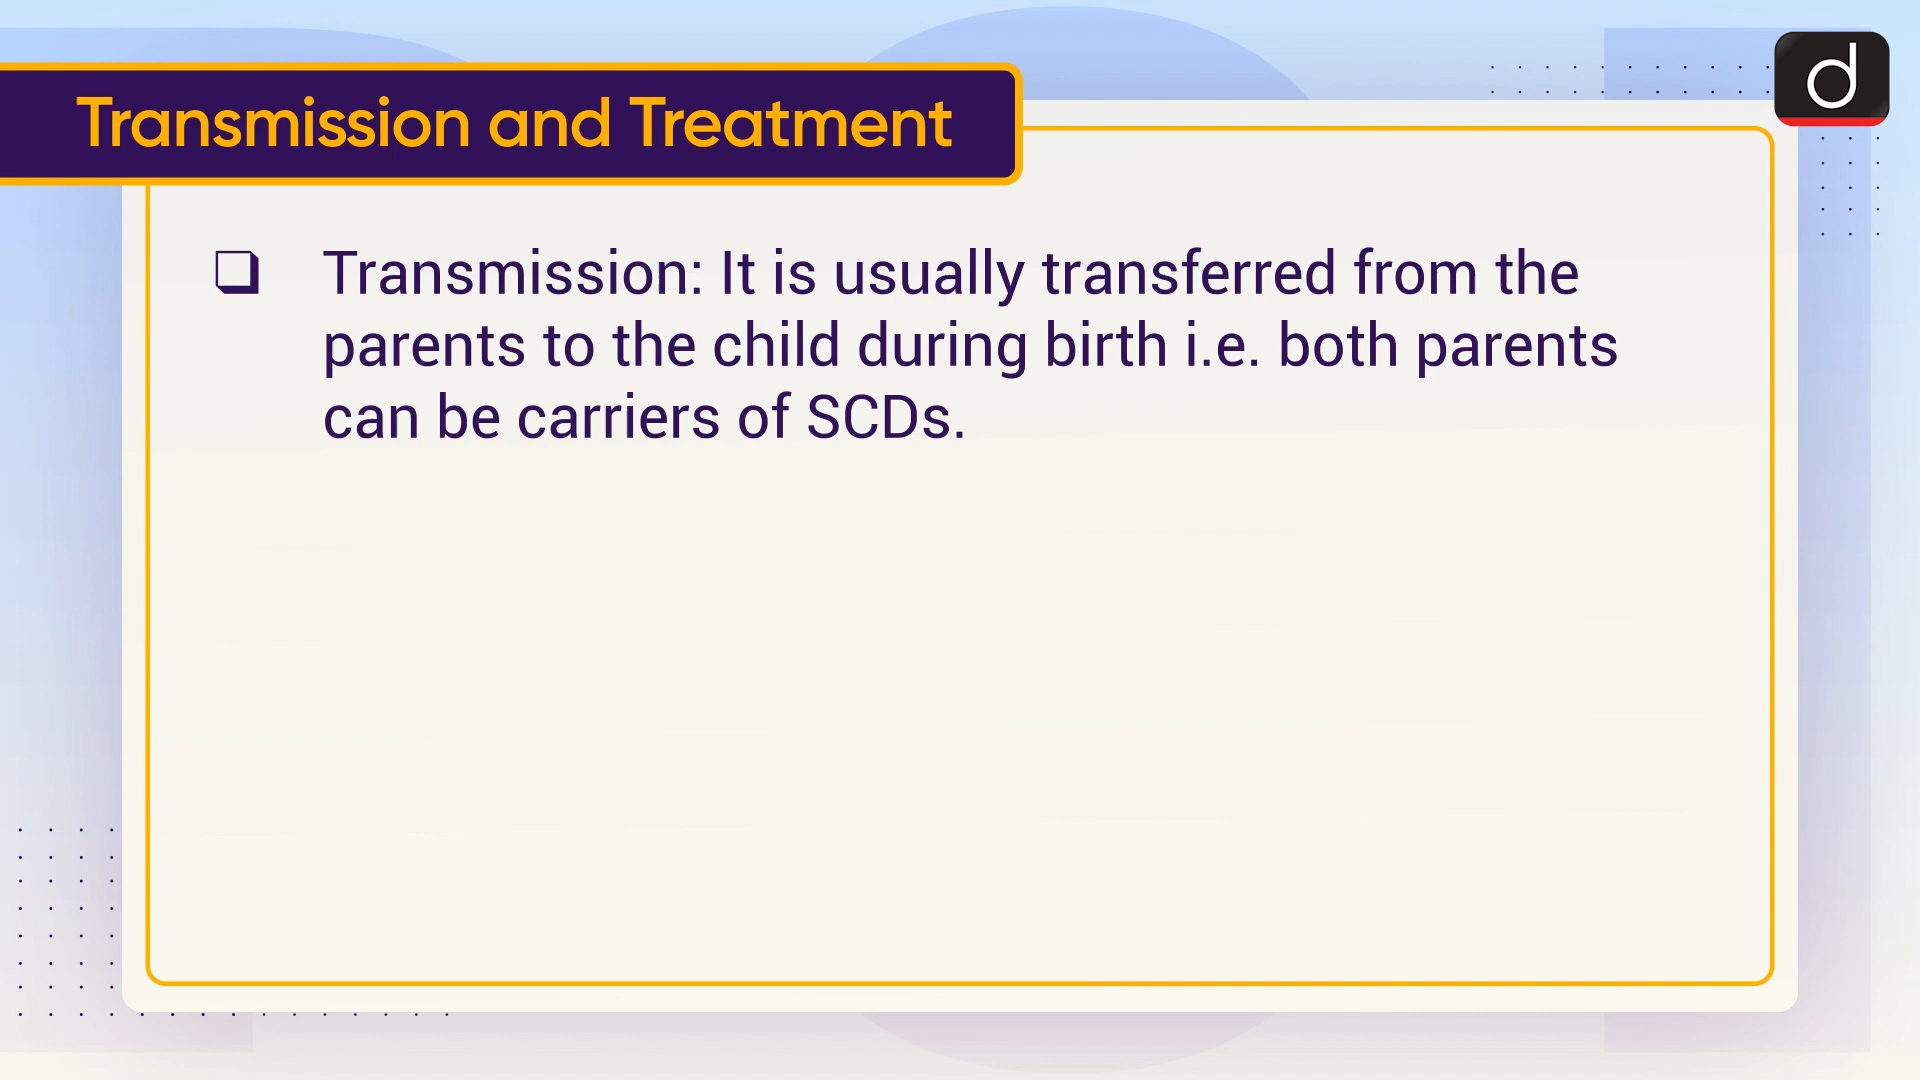 d
Transmission and Treatment
❑ Transmission: It is usually transferred from the
parents to the child during birth i.e. both parents
can be carriers of SCDs.